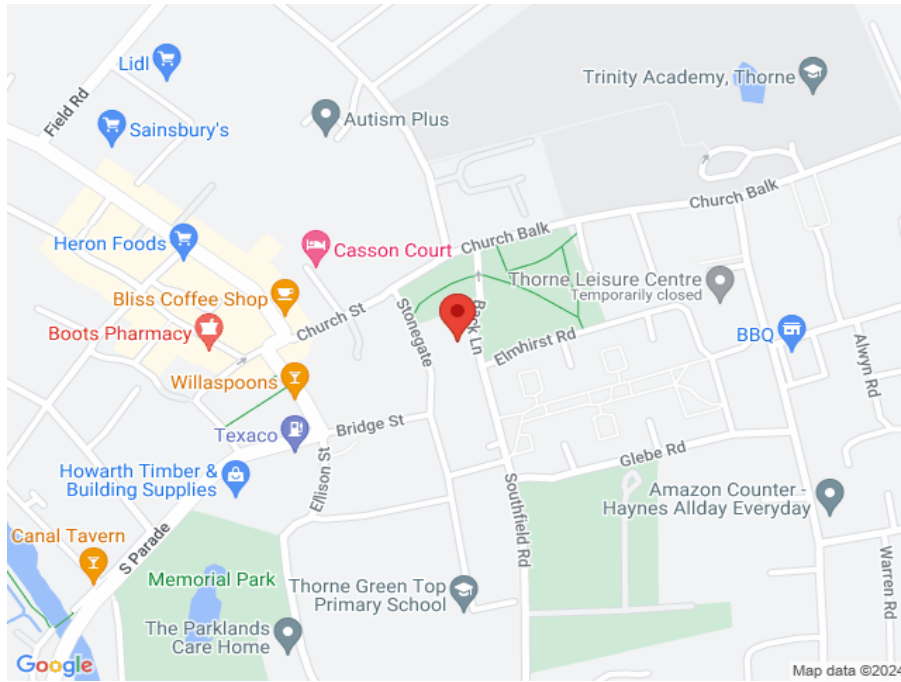 Lidl
Field Rd
Sainsbury's
Autism Plus
Trinity Academy, Thorne
Church Balk
Church Balk
Heron Foods
Casson Court
Bliss Coffee Shop
Church St
Stonegate
Back Ln
Thorne Leisure Centre
Temporarily closed
Boots Pharmacy
Elmhirst Rd
BBQ
Alwyn Rd
Willaspoons
Texaco
Bridge St
Glebe Rd
Howarth Timber &
Building Supplies
Ellison St
Southfield Rd
Amazon Counter -
Haynes Allday Everyday
Canal Tavern
S Parade
Memorial Park
Thorne Green Top
Primary School
Warren Rd
The Parklands
Care Home
Google
Map data ©2024